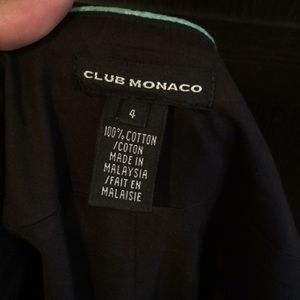 CLUB MONACO
4
100% COTTON
/COTON
MADE IN
MALAYSIA
/FAIT EN
MALAISIE